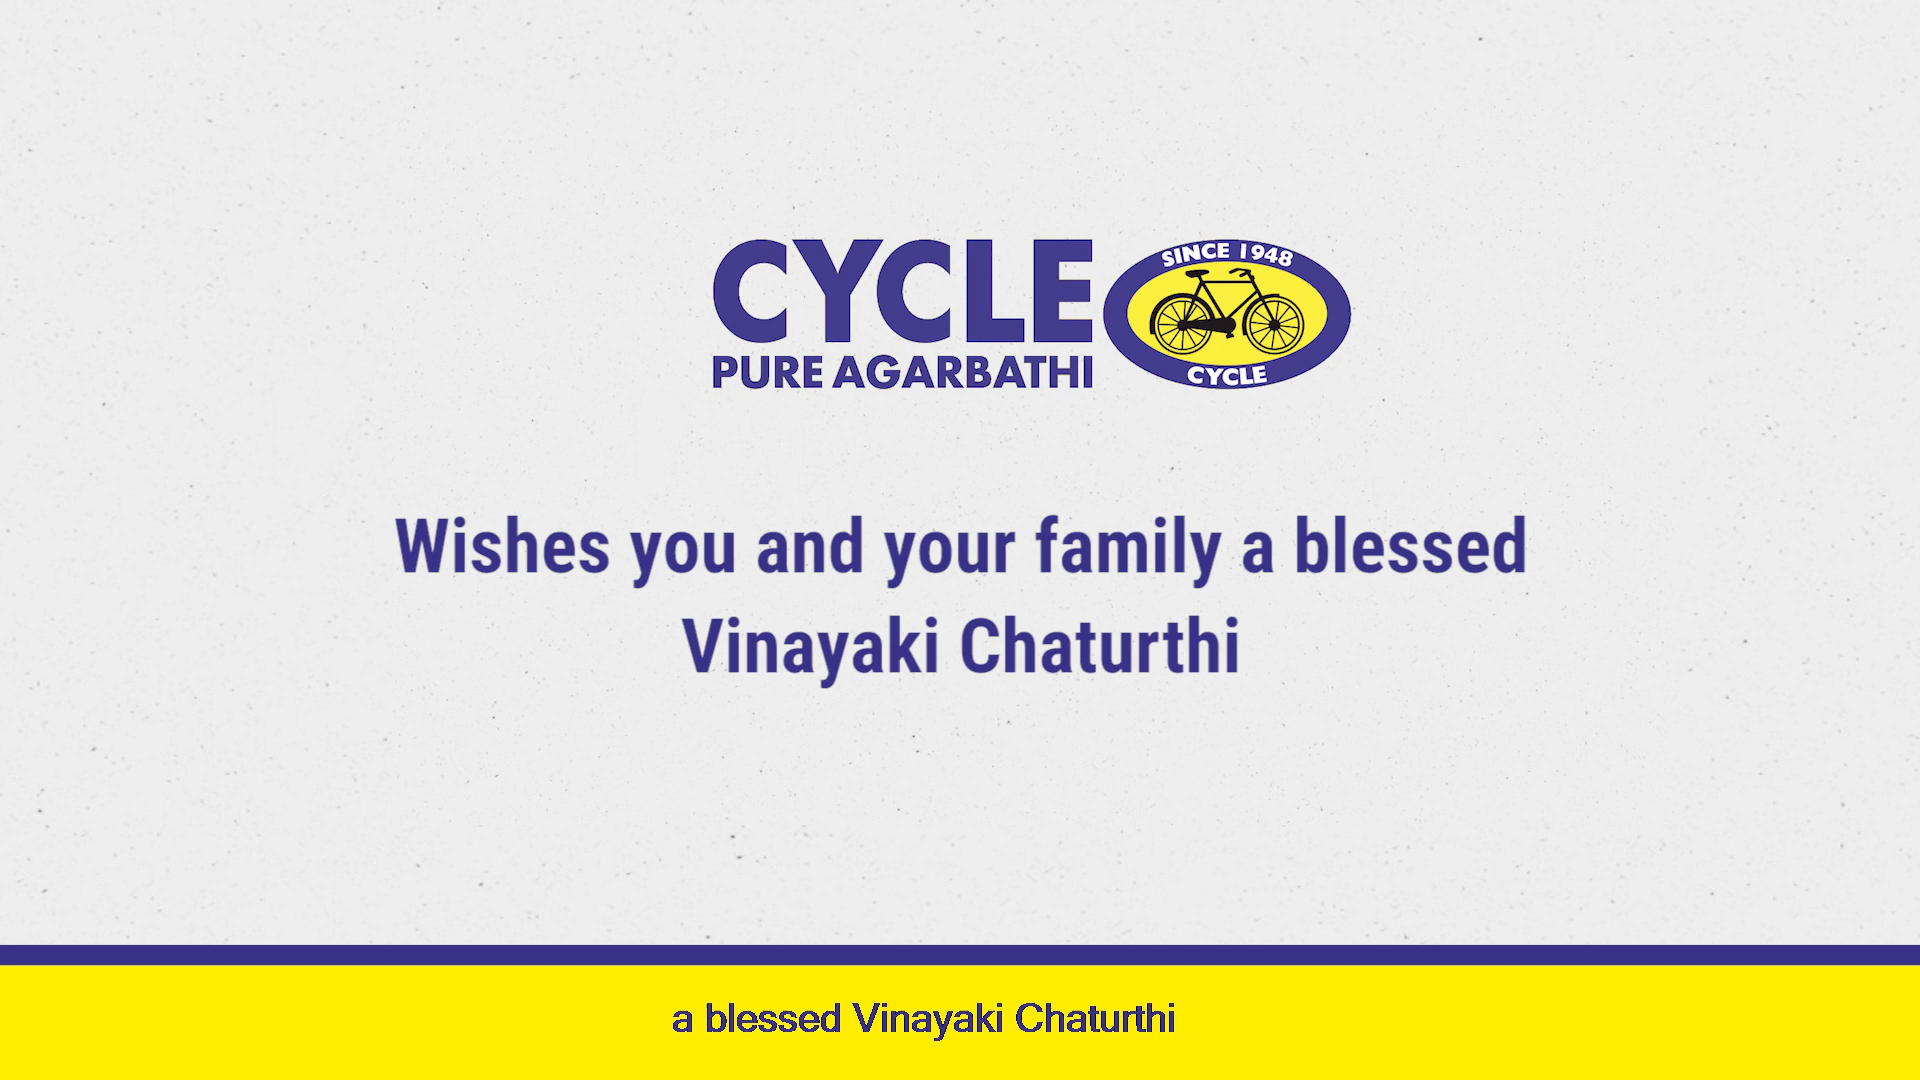 CYCLE
PURE AGARBATHI
SINCE 1948
CYCLE
Wishes you and your family a blessed
Vinayaki Chaturthi
a blessed Vinayaki Chaturthi